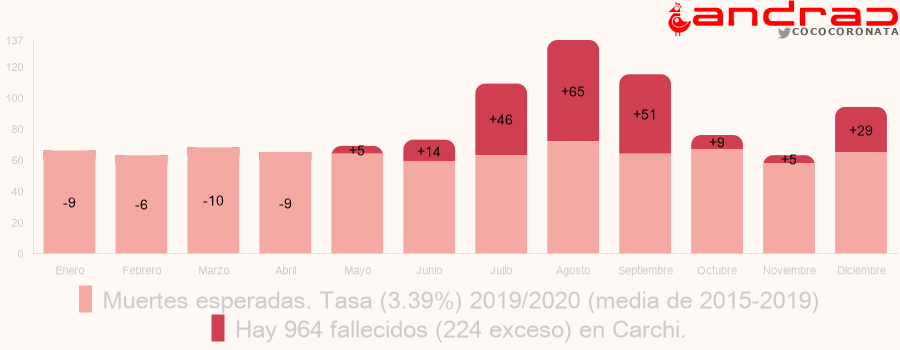 andrac
COCOCORONATA
137
120
100
80
60
40
20
0
-9 -6 -10 -9 +5 +14 +46 +65 +51 +9 +5 +29
Enero Febrero Marzo Abril Mayo Junio Julio Agosto Septiembre Octubre Noviembre Diciembre
Muertes esperadas. Tasa (3.39%) 2019/2020 (media de 2015-2019)
Hay 964 fallecidos (224 exceso) en Carchi.